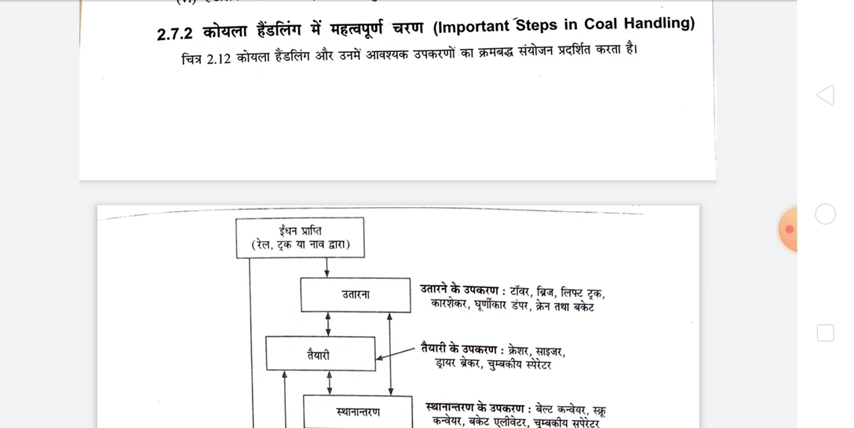 2.7.2 कोयला हैंडलिंग में महत्वपूर्ण चरण (Important Steps in Coal Handling)
चित्र 2.12 कोयला हैंडलिंग और उनमें आवश्यक उपकरणों का क्रमबद्ध संयोजन प्रदर्शित करता है।
ईंधन प्राप्ति
(रेल, ट्रक या नाव द्वारा)
उतारना
उतारने के उपकरण : टॉवर, ब्रिज, लिफ्ट ट्रक,
कारशेकर, घूर्णीकार डंपर, क्रेन तथा बकेट
तैयारी
तैयारी के उपकरण : क्रेशर, साइजर,
ड्रायर ब्रेकर, चुम्बकीय स्पेरेटर
स्थानान्तरण
स्थानान्तरण के उपकरण : बेल्ट कन्वेयर, स्क्रू
कन्वेयर, बकेट एलीवेटर, चुम्बकीय सपेरेटर